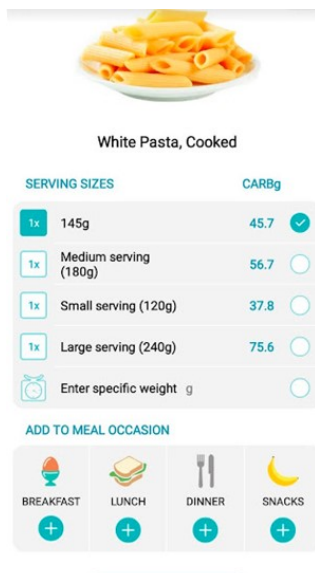 White Pasta, Cooked
SERVING SIZES CARBg
1x 145g 45.7
1x Medium serving (180g) 56.7
1x Small serving (120g) 37.8
1x Large serving (240g) 75.6
Enter specific weight g
ADD TO MEAL OCCASION
BREAKFAST LUNCH DINNER SNACKS